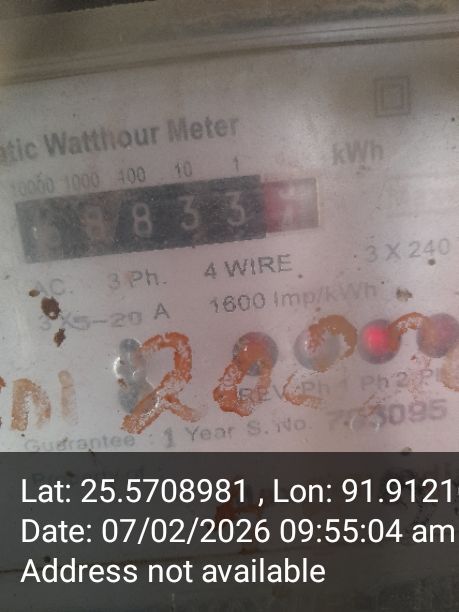 atic Watthour Meter
10000 1000 100 10 1
kWh
8 3 3
AC. 3 Ph. 4 WIRE
3 X 240
3 X 5-20 A 1600 Imp/kWh
REV. Ph 1 Ph 2
Guarantee : 1 Year S. No.
Lat: 25.5708981 , Lon: 91.9121
Date: 07/02/2026 09:55:04 am
Address not available